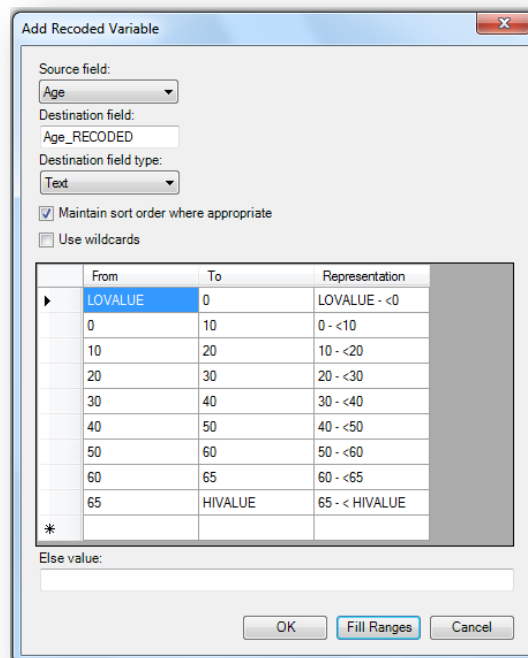 Add Recoded Variable
Source field:
Age
Destination field:
Age_RECODED
Destination field type:
Text
Maintain sort order where appropriate
Use wildcards
From To Representation
LOVALUE 0 LOVALUE - <0
0 10 0 - <10
10 20 10 - <20
20 30 20 - <30
30 40 30 - <40
40 50 40 - <50
50 60 50 - <60
60 65 60 - <65
65 HIVALUE 65 - < HIVALUE
Else value:
OK Fill Ranges Cancel